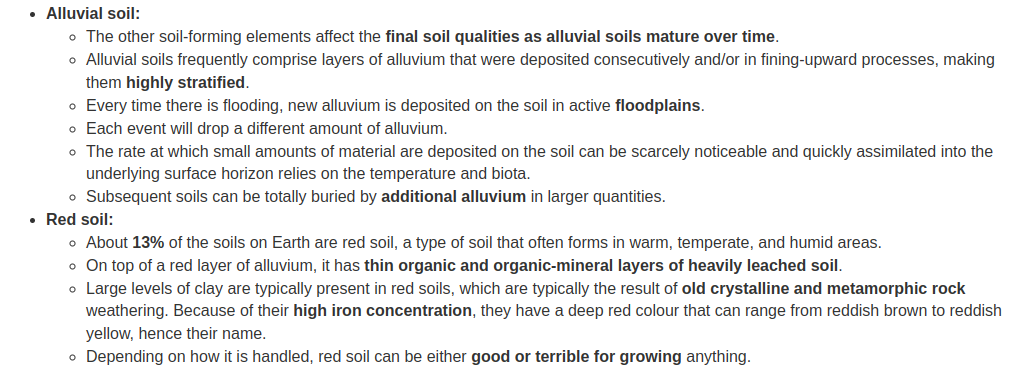 Alluvial soil:
The other soil-forming elements affect the final soil qualities as alluvial soils mature over time.
Alluvial soils frequently comprise layers of alluvium that were deposited consecutively and/or in fining-upward processes, making
them highly stratified.
Every time there is flooding, new alluvium is deposited on the soil in active floodplains.
Each event will drop a different amount of alluvium.
The rate at which small amounts of material are deposited on the soil can be scarcely noticeable and quickly assimilated into the
underlying surface horizon relies on the temperature and biota.
Subsequent soils can be totally buried by additional alluvium in larger quantities.
Red soil:
About 13% of the soils on Earth are red soil, a type of soil that often forms in warm, temperate, and humid areas.
On top of a red layer of alluvium, it has thin organic and organic-mineral layers of heavily leached soil.
Large levels of clay are typically present in red soils, which are typically the result of old crystalline and metamorphic rock
weathering. Because of their high iron concentration, they have a deep red colour that can range from reddish brown to reddish
yellow, hence their name.
Depending on how it is handled, red soil can be either good or terrible for growing anything.